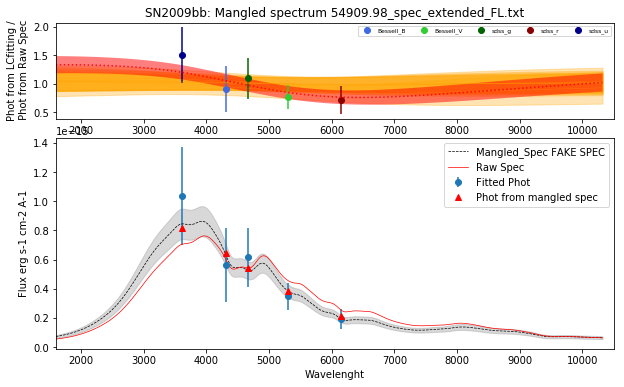 SN2009bb: Mangled spectrum 54909.98_spec_extended_FL.txt
Phot from LCfitting /
Phot from Raw Spec
2.0
1.5
1.0
0.5
Bessell_B
Bessell_V
sdss_g
sdss_r
sdss_u
2000 3000 4000 5000 6000 7000 8000 9000 10000
Flux erg s-1 cm-2 A-1
1.4
1.2
1.0
0.8
0.6
0.4
0.2
0.0
Mangled_Spec FAKE SPEC
Raw Spec
Fitted Phot
Phot from mangled spec
2000 3000 4000 5000 6000 7000 8000 9000 10000
Wavelenght